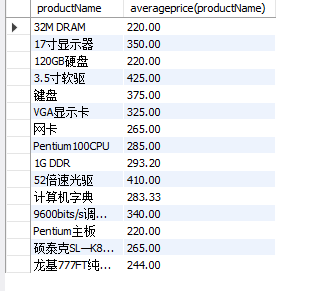 productName averageprice(productName)
32M DRAM 220.00
17寸显示器 350.00
120GB硬盘 220.00
3.5寸软驱 425.00
键盘 375.00
VGA显示卡 325.00
网卡 265.00
Pentium100CPU 285.00
1G DDR 293.20
52倍速光驱 410.00
计算机字典 283.33
9600bits/s调... 340.00
Pentium主板 220.00
硕泰克SL—K8... 265.00
龙基777FT纯... 244.00